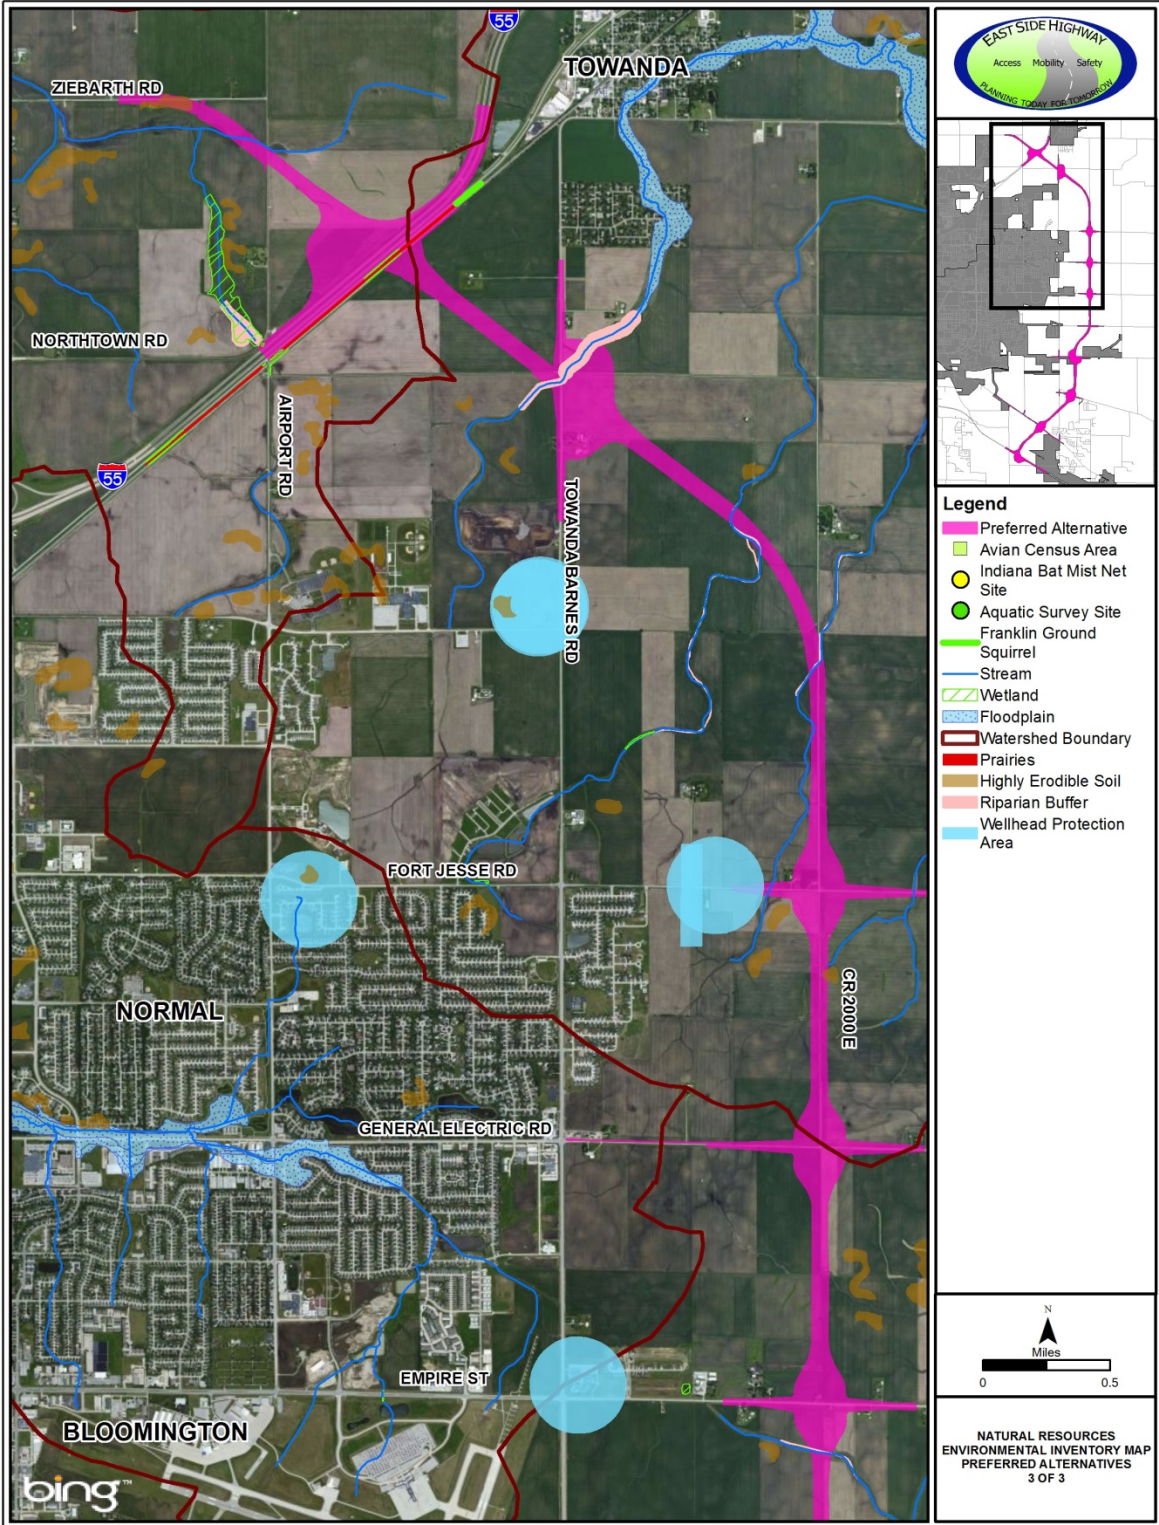 55
TOWANDA
ZIEBARTH RD
NORTHTOWN RD
AIRPORT RD
55
TOWANDA BARNES RD
FORT JESSE RD
CR 2000 E
NORMAL
GENERAL ELECTRIC RD
EMPIRE ST
BLOOMINGTON
bing™
EAST SIDE HIGHWAY
Access Mobility Safety
PLANNING TODAY FOR TOMORROW
Legend
Preferred Alternative
Avian Census Area
Indiana Bat Mist Net
Site
Aquatic Survey Site
Franklin Ground
Squirrel
Stream
Wetland
Floodplain
Watershed Boundary
Prairies
Highly Erodible Soil
Riparian Buffer
Wellhead Protection
Area
N
Miles
0 0.5
NATURAL RESOURCES
ENVIRONMENTAL INVENTORY MAP
PREFERRED ALTERNATIVES
3 OF 3